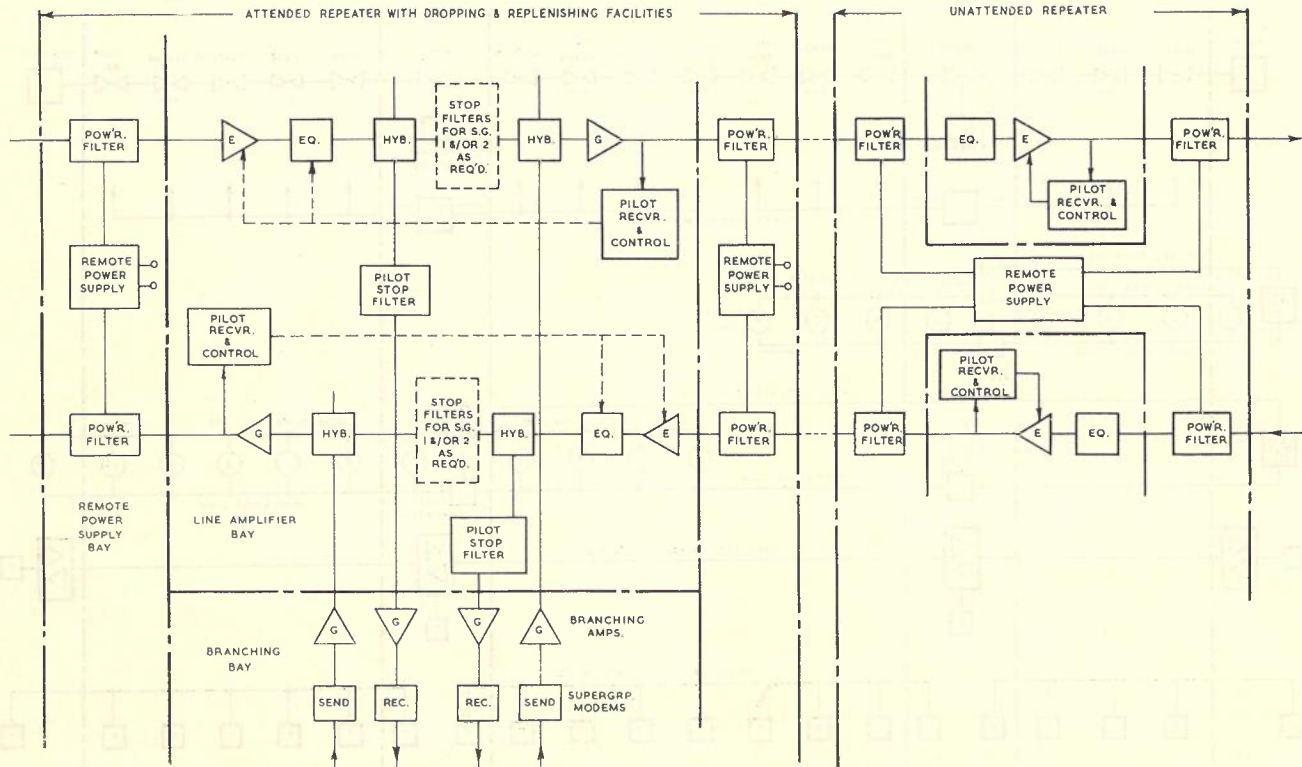 ATTENDED REPEATER WITH DROPPING & REPLENISHING FACILITIES
UNATTENDED REPEATER
POW'R.
FILTER
E
EQ.
HYB.
STOP
FILTERS
FOR S.G.
1 &/OR 2
AS
REQ'D.
HYB.
G
POW'R.
FILTER
POW'R.
FILTER
EQ.
E
POW'R.
FILTER
PILOT
RECVR.
&
CONTROL
PILOT
RECVR. &
CONTROL
REMOTE
POWER
SUPPLY
PILOT
STOP
FILTER
REMOTE
POWER
SUPPLY
REMOTE
POWER
SUPPLY
PILOT
RECVR.
&
CONTROL
PILOT
RECVR.
&
CONTROL
POW'R.
FILTER
G
HYB.
STOP
FILTERS
FOR S.G.
1 &/OR 2
AS
REQ'D.
HYB.
EQ.
E
POW'R.
FILTER
POW'R.
FILTER
E
EQ.
POW'R.
FILTER
REMOTE
POWER
SUPPLY
BAY
LINE AMPLIFIER
BAY
PILOT
STOP
FILTER
BRANCHING
BAY
G
G
G
G
BRANCHING
AMPS.
SEND
REC.
REC.
SEND
SUPERGRP.
MODEMS